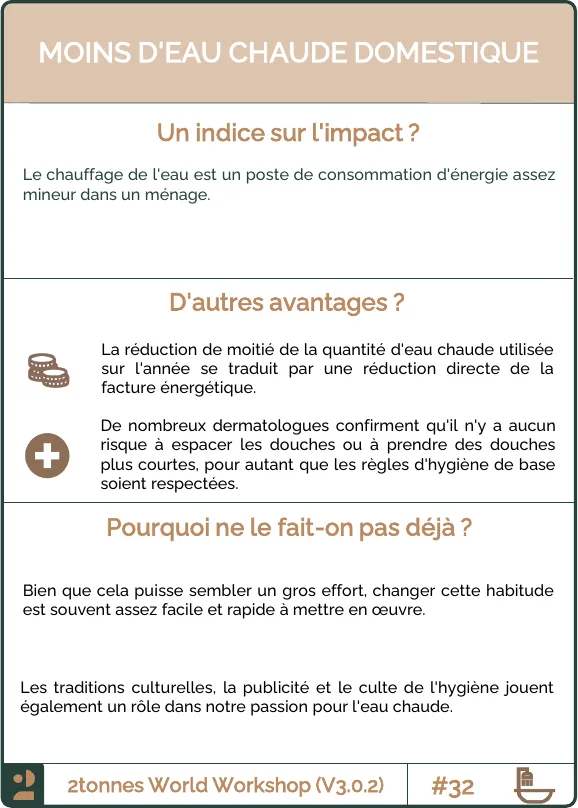 MOINS D'EAU CHAUDE DOMESTIQUE
Un indice sur l'impact ?
Le chauffage de l'eau est un poste de consommation d'énergie assez
mineur dans un ménage.
D'autres avantages ?
La réduction de moitié de la quantité d'eau chaude utilisée
sur l'année se traduit par une réduction directe de la
facture énergétique.
De nombreux dermatologues confirment qu'il n'y a aucun
risque à espacer les douches ou à prendre des douches
plus courtes, pour autant que les règles d'hygiène de base
soient respectées.
Pourquoi ne le fait-on pas déjà ?
Bien que cela puisse sembler un gros effort, changer cette habitude
est souvent assez facile et rapide à mettre en œuvre.
Les traditions culturelles, la publicité et le culte de l'hygiène jouent
également un rôle dans notre passion pour l'eau chaude.
2tonnes World Workshop (V3.0.2)
#32